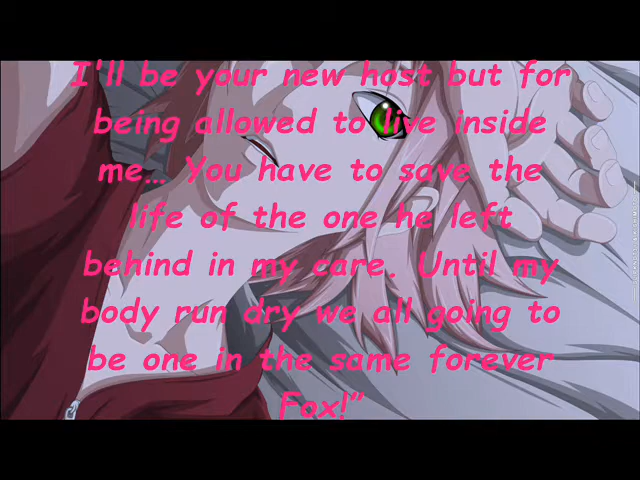 I'll be your new host but for
being allowed to live inside
me... You have to save the
life of the one he left
behind in my care. Until my
body run dry we all going to
be one in the same forever
Fox!”